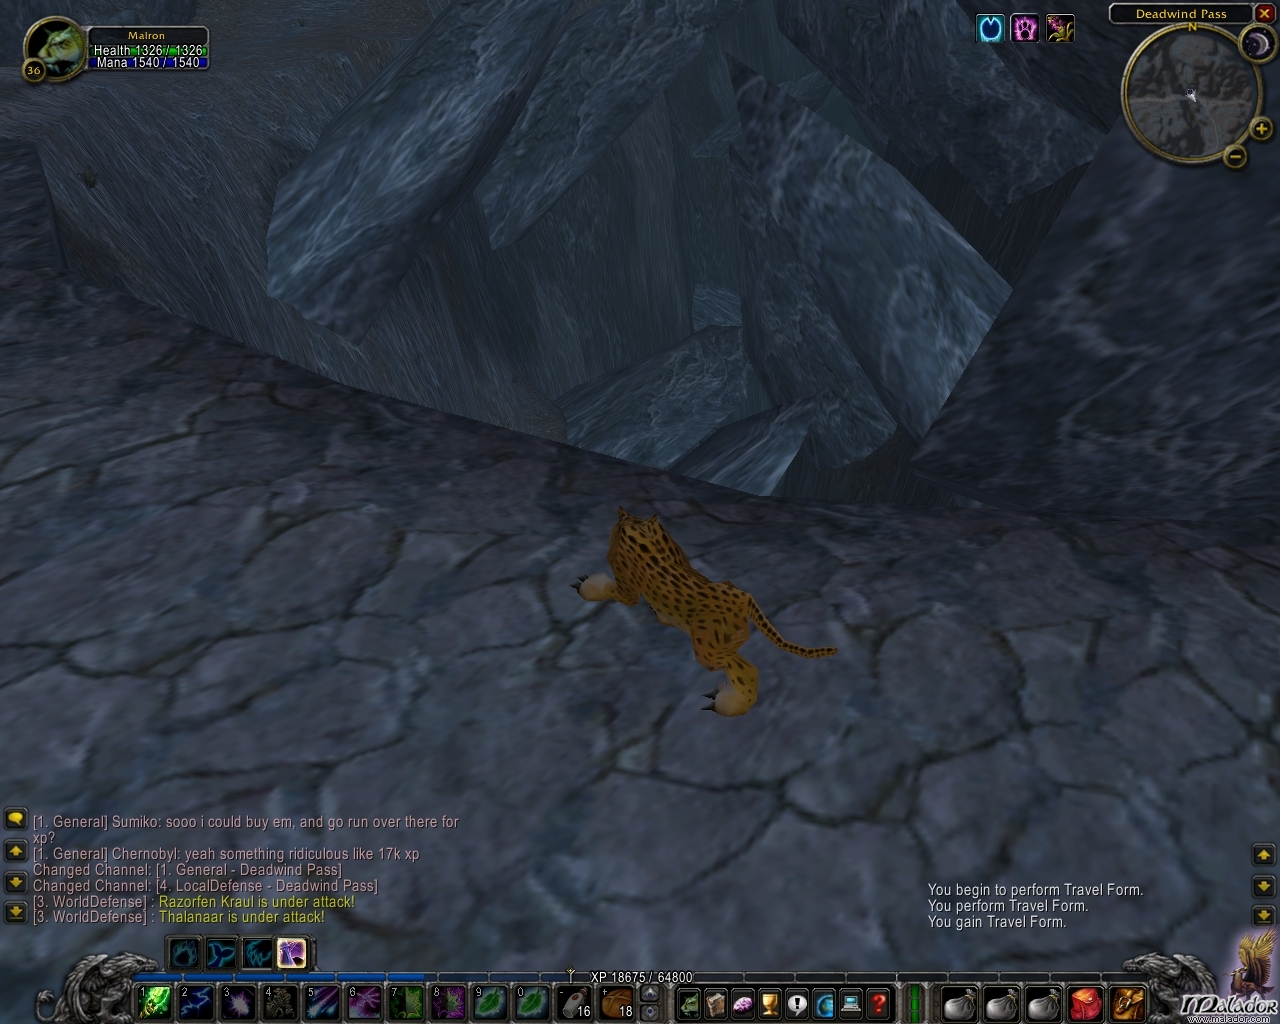 Malron
Health 1326 / 1326
Mana 1540 / 1540
36
Deadwind Pass
N
[1. General] Sumiko: sooo i could buy em, and go run over there for
xp?
[1. General] Chernobyl: yeah something ridiculous like 17k xp
Changed Channel: [1. General - Deadwind Pass]
Changed Channel: [4. LocalDefense - Deadwind Pass]
[3. WorldDefense] : Razorfen Kraul is under attack!
[3. WorldDefense] : Thalanaar is under attack!
You begin to perform Travel Form.
You perform Travel Form.
You gain Travel Form.
XP 18675 / 64800
1 2 3 4 5 6 7 8 9 0 - 16 + 18
Malador
www.malador.com